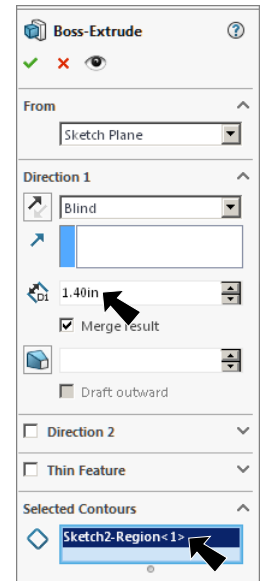 Boss-Extrude
From
Sketch Plane
Direction 1
Blind
D1 1.40in
Merge result
Draft outward
Direction 2
Thin Feature
Selected Contours
Sketch2-Region<1>